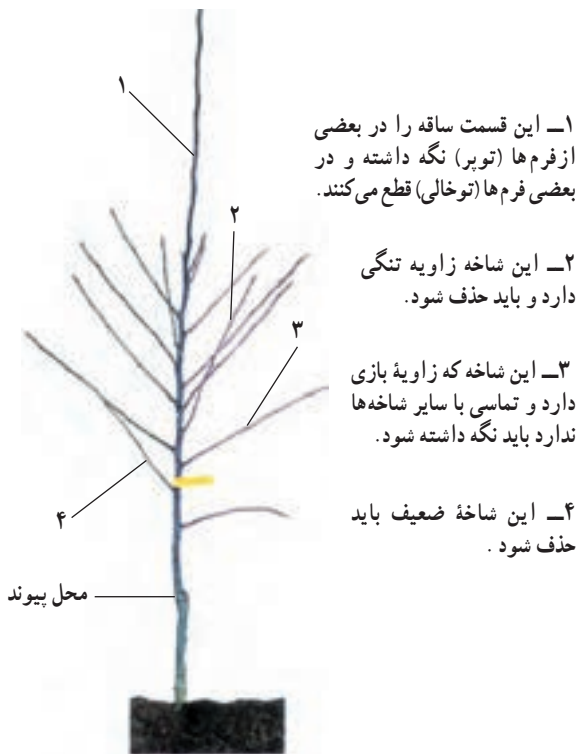 ۱
۱ــ این قسمت ساقه را در بعضی
ازفرم‌ها (توپر) نگه داشته و در
بعضی فرم‌ها (توخالی) قطع می‌کنند.
۲
۲ــ این شاخه زاویه تنگی
دارد و باید حذف شود.
۳
۳ــ این شاخه که زاویهٔ بازی
دارد و تماسی با سایر شاخه‌ها
ندارد باید نگه داشته شود.
۴
۴ــ این شاخهٔ ضعیف باید
حذف شود .
محل پیوند